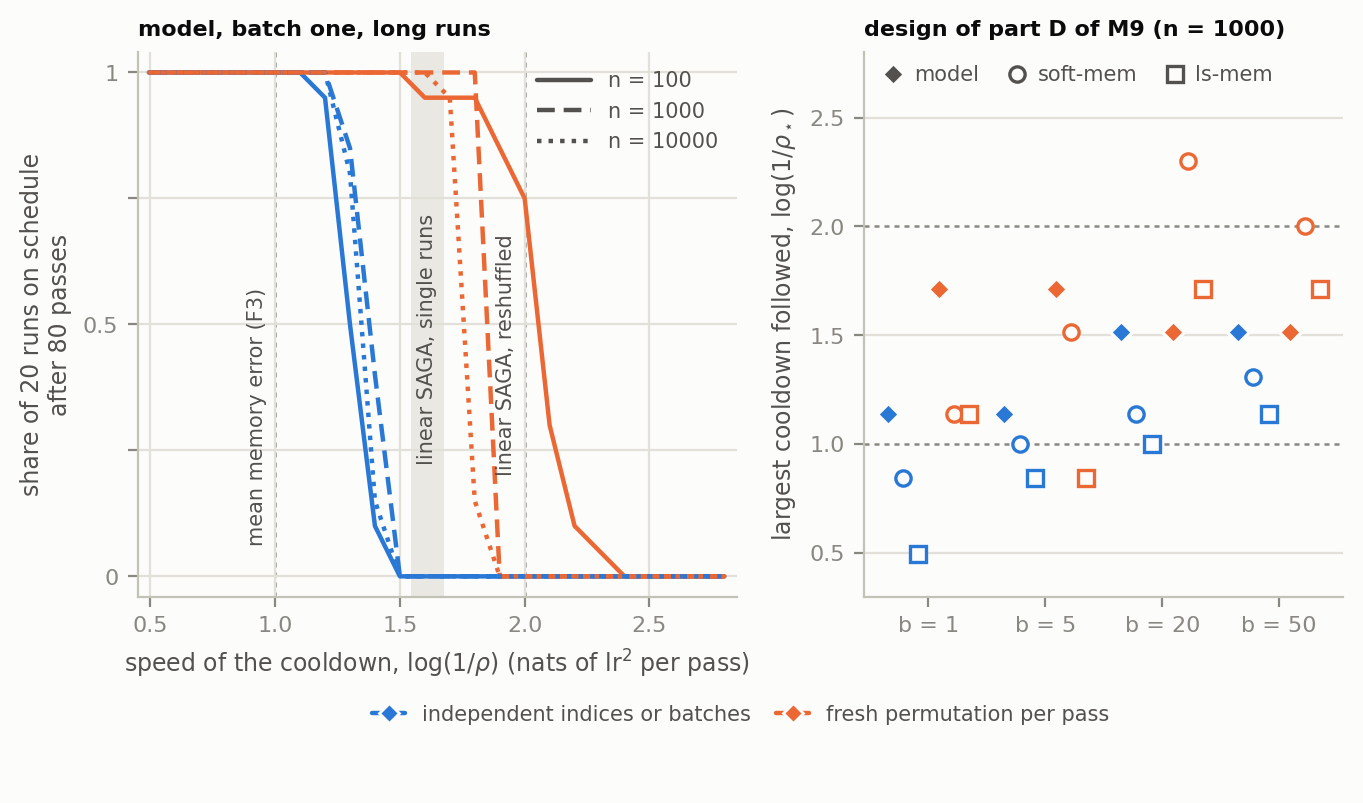 model, batch one, long runs
share of 20 runs on schedule
after 80 passes
1
0.5
0
n = 100
n = 1000
n = 10000
mean memory error (F3)
linear SAGA, single runs
linear SAGA, reshuffled
0.5 1.0 1.5 2.0 2.5
speed of the cooldown, log(1/ρ) (nats of lr² per pass)
design of part D of M9 (n = 1000)
model soft-mem ls-mem
largest cooldown followed, log(1/ρ⋆)
2.5
2.0
1.5
1.0
0.5
b = 1 b = 5 b = 20 b = 50
independent indices or batches fresh permutation per pass